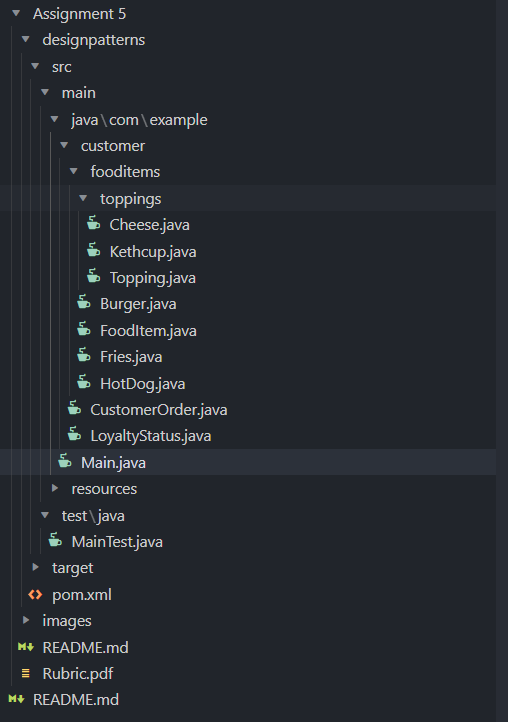 Assignment 5
designpatterns
src
main
java\com\example
customer
fooditems
toppings
Cheese.java
Kethcup.java
Topping.java
Burger.java
FoodItem.java
Fries.java
HotDog.java
CustomerOrder.java
LoyaltyStatus.java
Main.java
resources
test\java
MainTest.java
target
pom.xml
images
README.md
Rubric.pdf
README.md